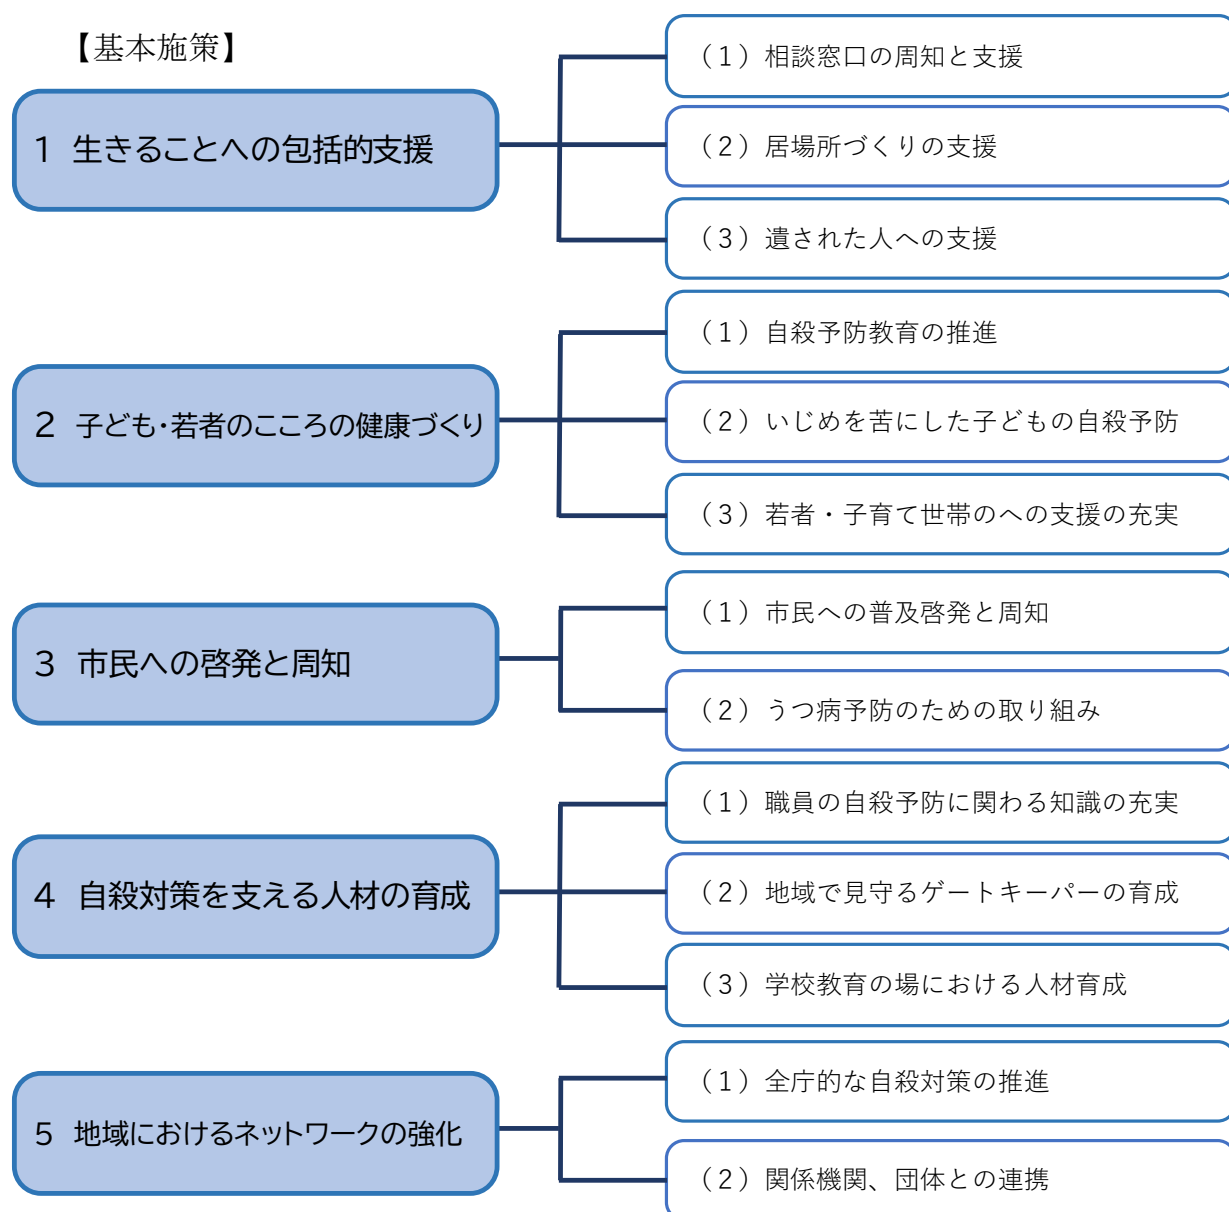 【基本施策】
1 生きることへの包括的支援
（1）相談窓口の周知と支援
（2）居場所づくりの支援
（3）遺された人への支援
2 子ども・若者のこころの健康づくり
（1）自殺予防教育の推進
（2）いじめを苦にした子どもの自殺予防
（3）若者・子育て世帯のへの支援の充実
3 市民への啓発と周知
（1）市民への普及啓発と周知
（2）うつ病予防のための取り組み
4 自殺対策を支える人材の育成
（1）職員の自殺予防に関わる知識の充実
（2）地域で見守るゲートキーパーの育成
（3）学校教育の場における人材育成
5 地域におけるネットワークの強化
（1）全庁的な自殺対策の推進
（2）関係機関、団体との連携